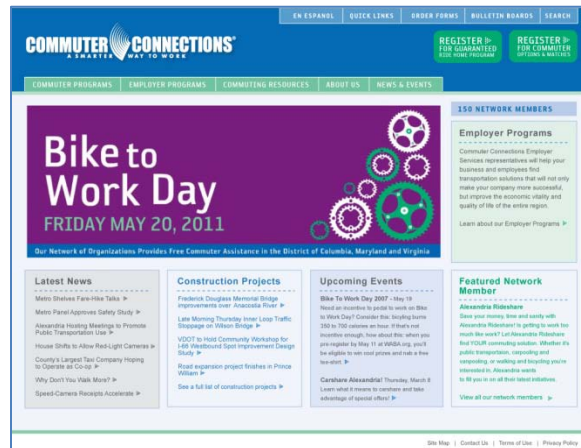 EN ESPANOL
QUICK LINKS
ORDER FORMS
BULLETIN BOARDS
SEARCH
COMMUTER CONNECTIONS
A SMARTER WAY TO WORK
REGISTER
FOR GUARANTEED
RIDE HOME PROGRAM
REGISTER
FOR COMMUTER
OPTIONS & MATCHES
COMMUTER PROGRAMS
EMPLOYER PROGRAMS
COMMUTING RESOURCES
ABOUT US
NEWS & EVENTS
Bike to
Work Day
FRIDAY MAY 20, 2011
Our Network of Organizations Provides Free Commuter Assistance in the District of Columbia, Maryland and Virginia
150 NETWORK MEMBERS
Employer Programs
Commuter Connections Employer
Services representatives will help your
business and employees find
transportation solutions that will not only
make your company more successful,
but improve the economic vitality and
quality of life of the entire region.
Learn about our Employer Programs
Latest News
Metro Shelves Fare-Hike Talks
Metro Panel Approves Safety Study
Alexandria Hosting Meetings to Promote
Public Transportation Use
House Shifts to Allow Red-Light Cameras
County's Largest Taxi Company Hoping
to Operate as Co-op
Why Don't You Walk More?
Speed-Camera Receipts Accelerate
Construction Projects
Frederick Douglass Memorial Bridge
improvements over Anacostia River
Late Morning Thursday Inner Loop Traffic
Stoppage on Wilson Bridge
VDOT to Hold Community Workshop for
I-66 Westbound Spot Improvement Design
Study
Road expansion project finishes in Prince
William
See a full list of construction projects
Upcoming Events
Bike To Work Day 2007 - May 18
Need an incentive to pedal to work on Bike
to Work Day? Consider this: bicycling burns
350 to 700 calories an hour. If that's not
incentive enough, how about this: when you
pre-register by May 11 at WABA.org, you'll
be eligible to win cool prizes and nab a free
tee-shirt.
Carshare Alexandria! Thursday, March 8
Learn what it means to carshare and take
advantage of special offers!
Featured Network
Member
Alexandria Rideshare
Save your money, time and sanity with
Alexandria Rideshare! Is getting to work too
much like work? Let Alexandria Rideshare
find YOUR commuting solution. Whether it's
public transportation, carpooling and
vanpooling, or walking and bicycling you're
interested in, Alexandria wants
to fill you in on all their latest initiatives.
View all our network members
Site Map | Contact Us | Terms of Use | Privacy Policy